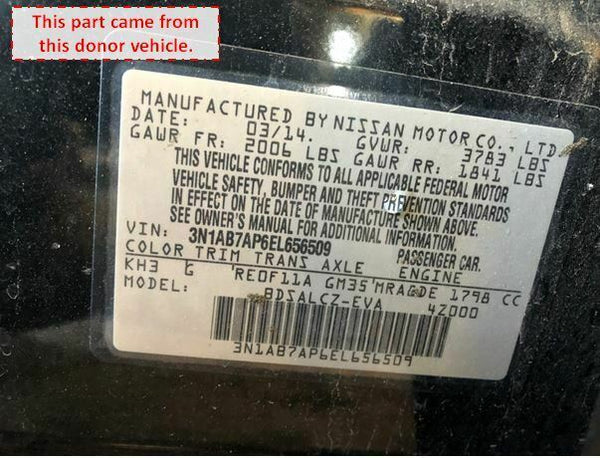 This part came from
this donor vehicle.
MANUFACTURED BY NISSAN MOTOR CO., LTD.
DATE: 03/14. GVWR: 3783 LBS
GAWR FR: 2006 LBS GAWR RR: 1841 LBS
THIS VEHICLE CONFORMS TO ALL APPLICABLE FEDERAL MOTOR
VEHICLE SAFETY, BUMPER AND THEFT PREVENTION STANDARDS
IN EFFECT ON THE DATE OF MANUFACTURE SHOWN ABOVE.
SEE OWNER'S MANUAL FOR ADDITIONAL INFORMATION.
VIN: 3N1AB7AP6EL656509 PASSENGER CAR.
COLOR TRIM TRANS AXLE ENGINE
KH3 G RE0F11A GM35 MRAGDE 1798 CC
MODEL: BDSALCZ-EVA 4Z000
3N1AB7AP6EL656509